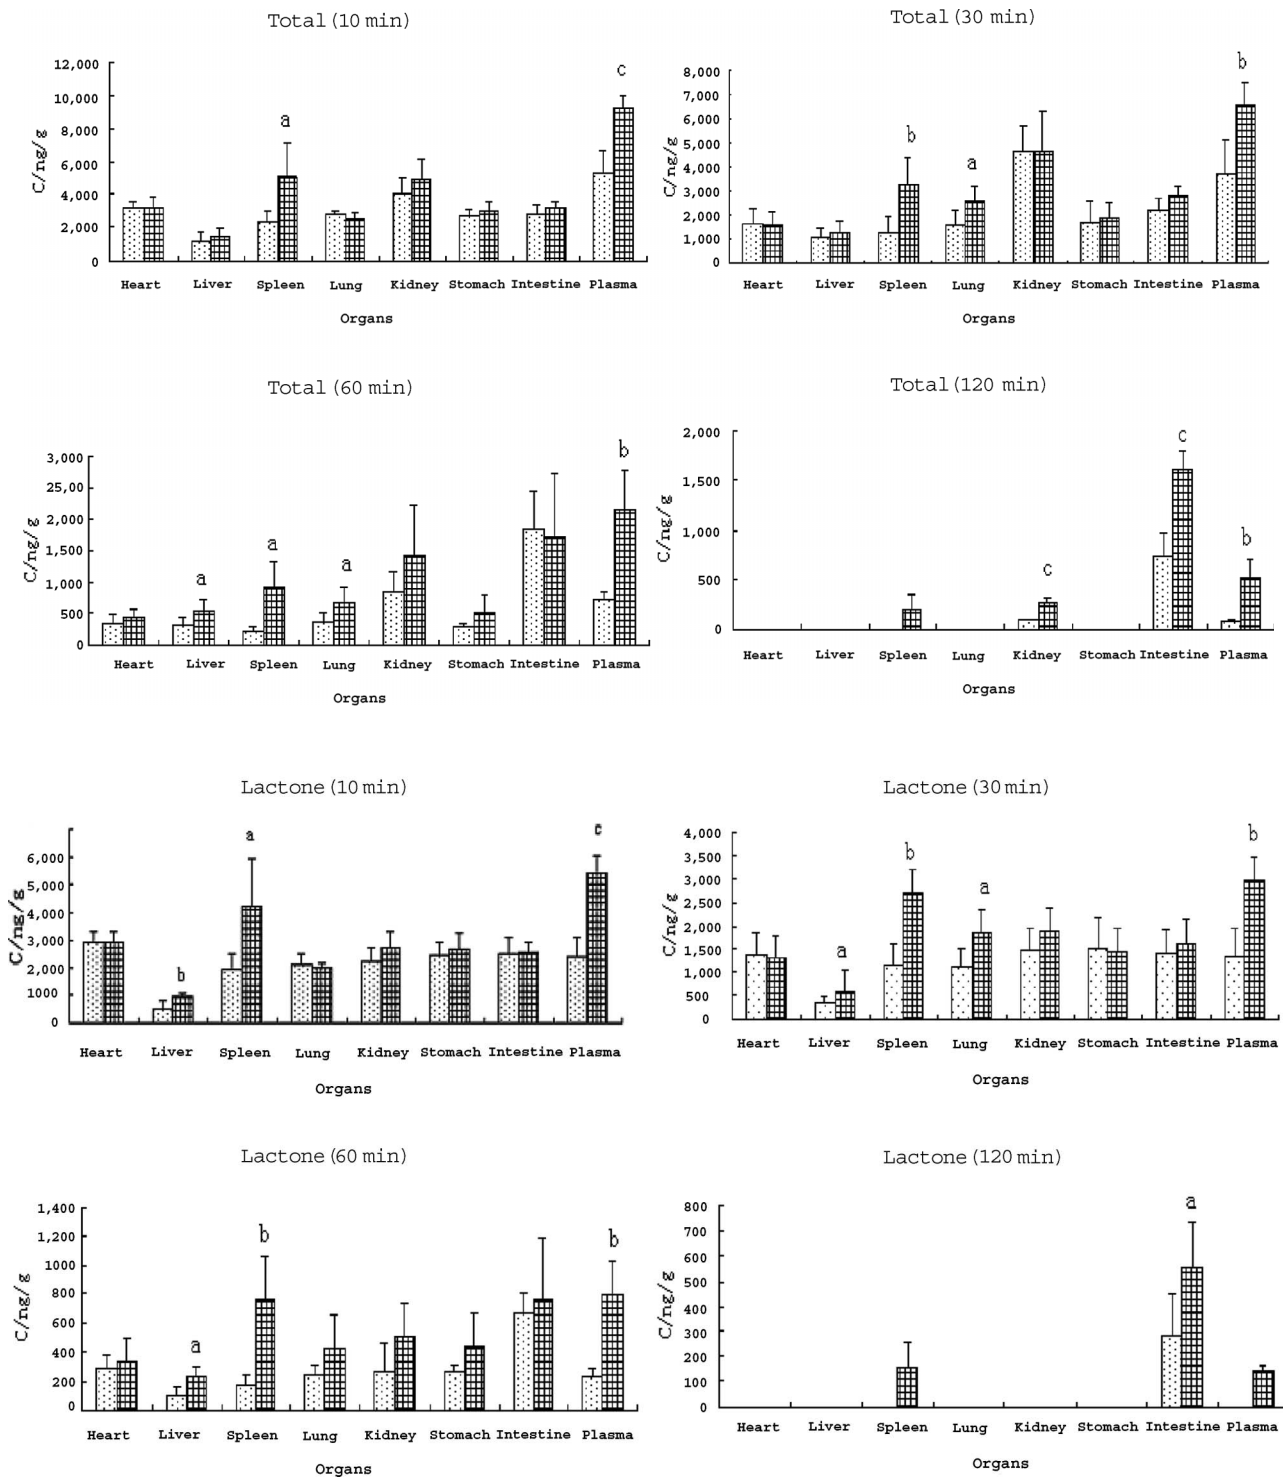 Total (10 min)
12,000
10,000
8,000
6,000
4,000
2,000
0
C/ng/g
a
c
Heart Liver Spleen Lung Kidney Stomach Intestine Plasma
Organs
Total (30 min)
8,000
7,000
6,000
5,000
4,000
3,000
2,000
1,000
0
C/ng/g
b
a
b
Heart Liver Spleen Lung Kidney Stomach Intestine Plasma
Organs
Total (60 min)
3,000
25,00
2,000
1,500
1,000
500
0
C/ng/g
a
a
a
b
Heart Liver Spleen Lung Kidney Stomach Intestine Plasma
Organs
Total (120 min)
2,000
1,500
1,000
500
0
C/ng/g
c
c
b
Heart Liver Spleen Lung Kidney Stomach Intestine Plasma
Organs
Lactone (10 min)
6,000
5,000
4,000
3,000
2,000
1000
0
C/ng/g
b
a
c
Heart Liver Spleen Lung Kidney Stomach Intestine Plasma
Organs
Lactone (30 min)
4,000
3,500
3,000
2,500
2,000
1,500
1,000
500
0
C/ng/g
a
b
a
b
Heart Liver Spleen Lung Kidney Stomach Intestine Plasma
Organs
Lactone (60 min)
1,400
1,200
1000
800
600
400
200
0
C/ng/g
a
b
b
Heart Liver Spleen Lung Kidney Stomach Intestine Plasma
Organs
Lactone (120 min)
800
700
600
500
400
300
200
100
0
C/ng/g
a
Heart Liver Spleen Lung Kidney Stomach Intestine Plasma
Organs